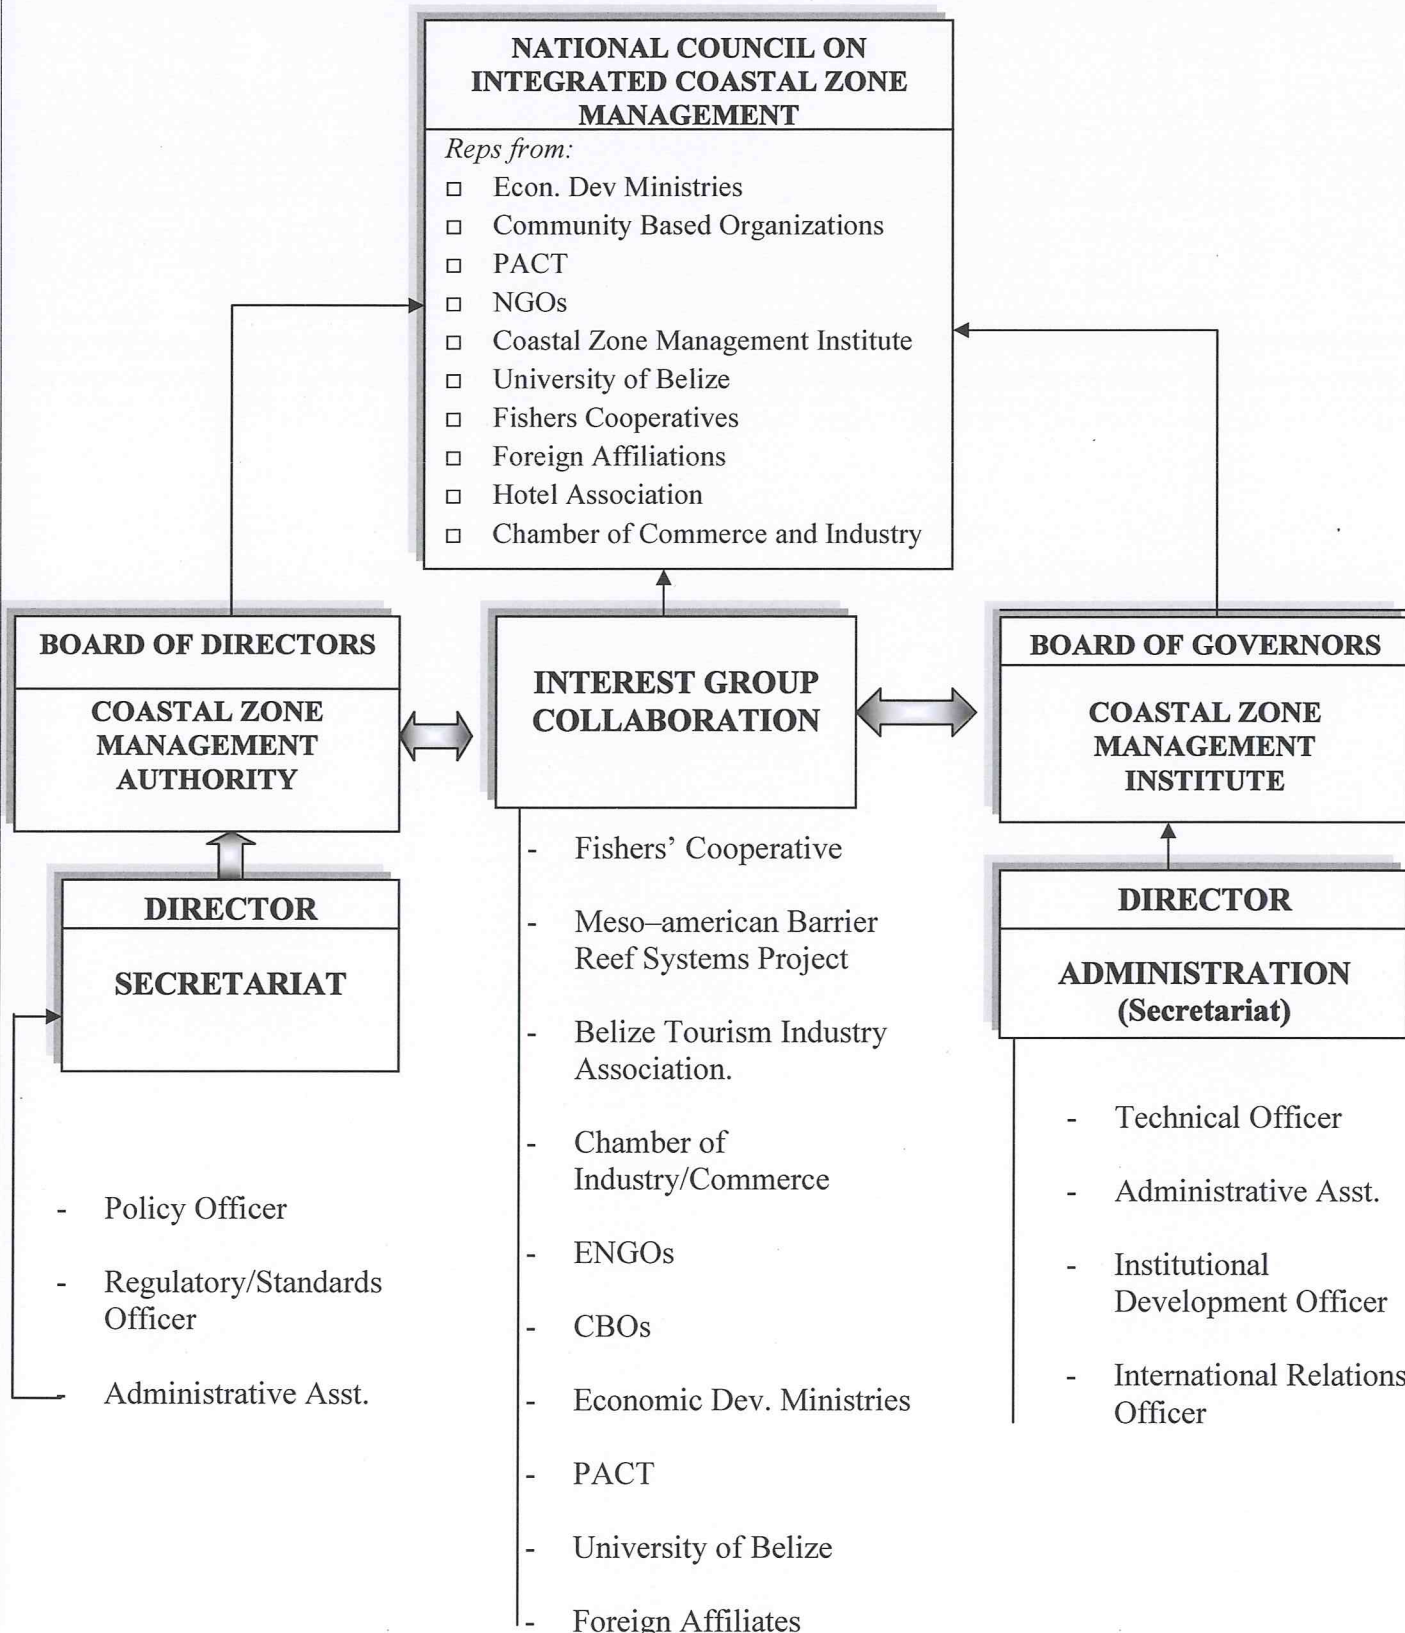 NATIONAL COUNCIL ON
INTEGRATED COASTAL ZONE
MANAGEMENT
Reps from:
□ Econ. Dev Ministries
□ Community Based Organizations
□ PACT
□ NGOs
□ Coastal Zone Management Institute
□ University of Belize
□ Fishers Cooperatives
□ Foreign Affiliations
□ Hotel Association
□ Chamber of Commerce and Industry
BOARD OF DIRECTORS
COASTAL ZONE
MANAGEMENT
AUTHORITY
DIRECTOR
SECRETARIAT
- Policy Officer
- Regulatory/Standards
Officer
- Administrative Asst.
INTEREST GROUP
COLLABORATION
- Fishers’ Cooperative
- Meso–american Barrier
Reef Systems Project
- Belize Tourism Industry
Association.
- Chamber of
Industry/Commerce
- ENGOs
- CBOs
- Economic Dev. Ministries
- PACT
- University of Belize
- Foreign Affiliates
BOARD OF GOVERNORS
COASTAL ZONE
MANAGEMENT
INSTITUTE
DIRECTOR
ADMINISTRATION
(Secretariat)
- Technical Officer
- Administrative Asst.
- Institutional
Development Officer
- International Relations
Officer